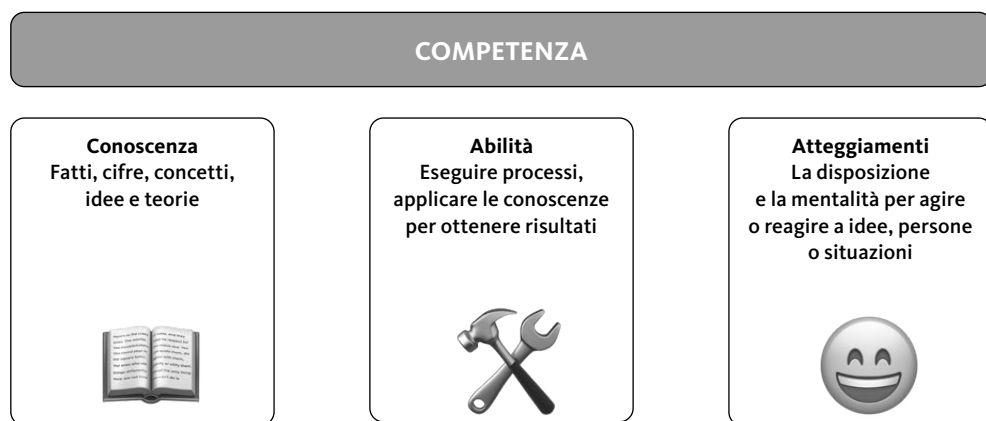 COMPETENZA
Conoscenza
Fatti, cifre, concetti,
idee e teorie
Abilità
Eseguire processi,
applicare le conoscenze
per ottenere risultati
Atteggiamenti
La disposizione
e la mentalità per agire
o reagire a idee, persone
o situazioni